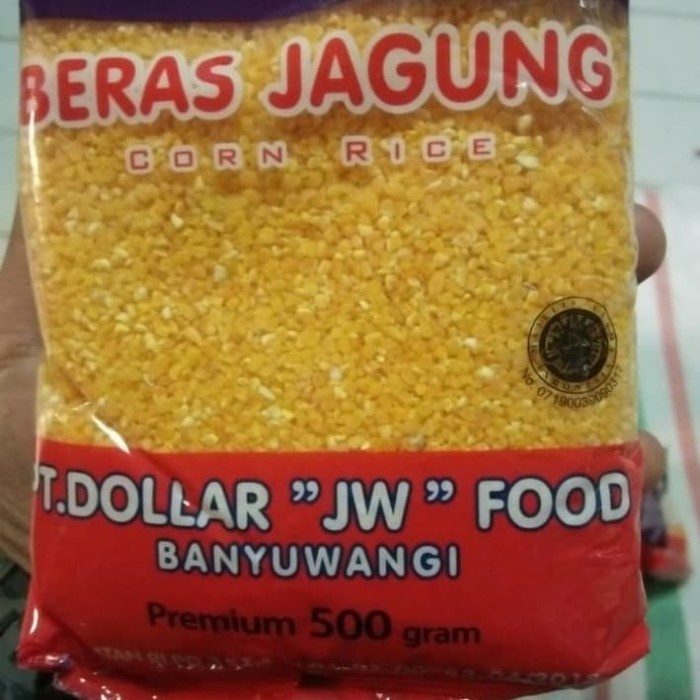 BERAS JAGUNG
CORN RICE
PT.DOLLAR "JW" FOOD
BANYUWANGI
Premium 500 gram